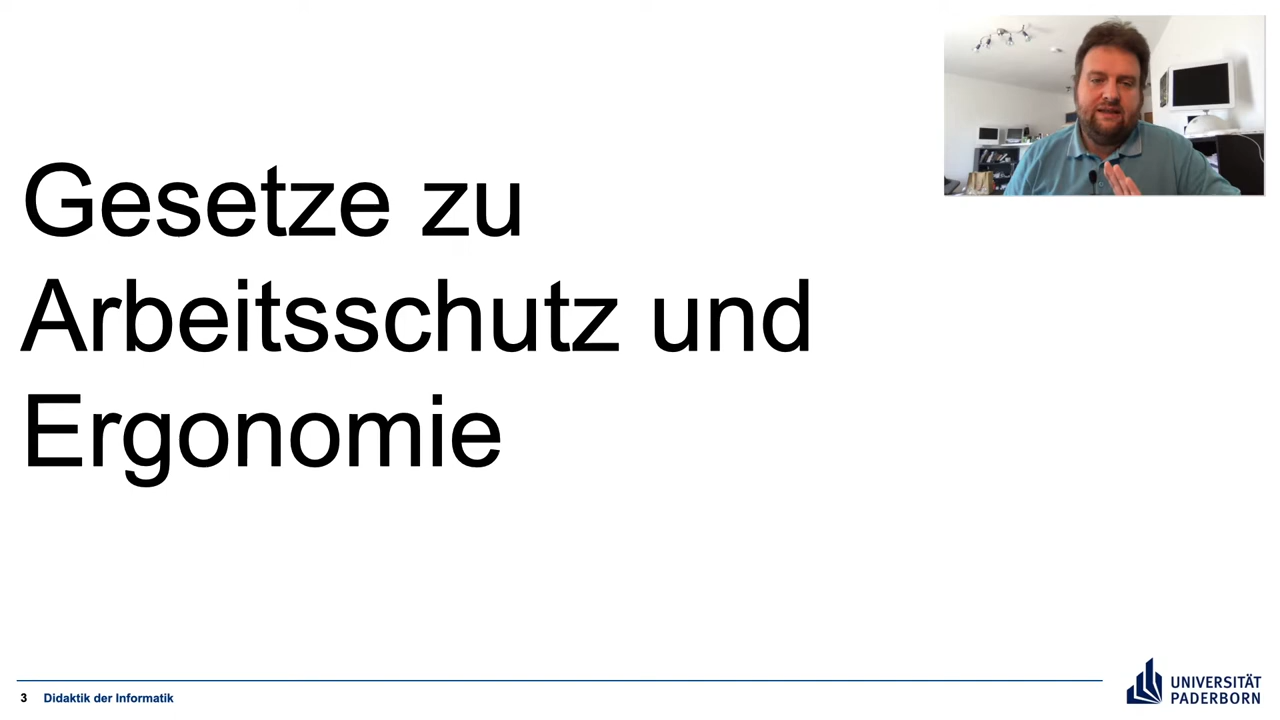 Gesetze zu
Arbeitsschutz und
Ergonomie
3 Didaktik der Informatik
UNIVERSITÄT
PADERBORN